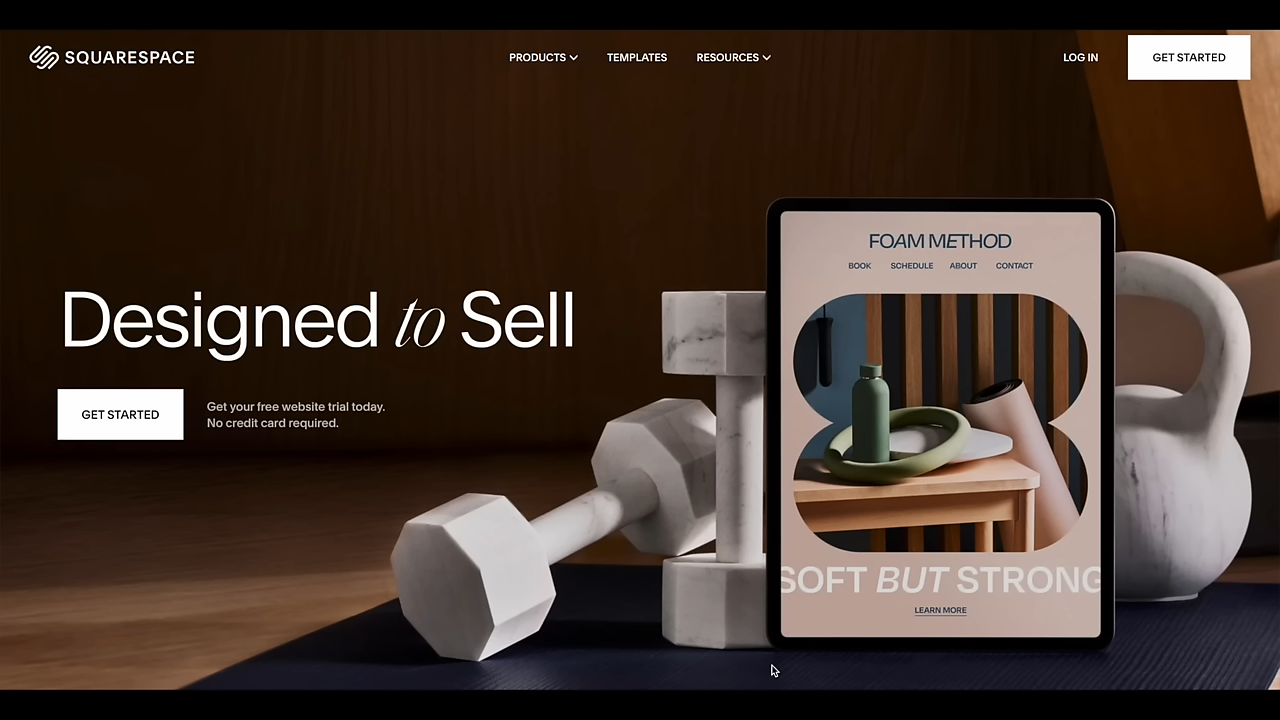 SQUARESPACE
PRODUCTS
TEMPLATES
RESOURCES
LOG IN
GET STARTED
Designed to Sell
GET STARTED
Get your free website trial today.
No credit card required.
FOAM METHOD
BOOK SCHEDULE ABOUT CONTACT
SOFT BUT STRONG
LEARN MORE